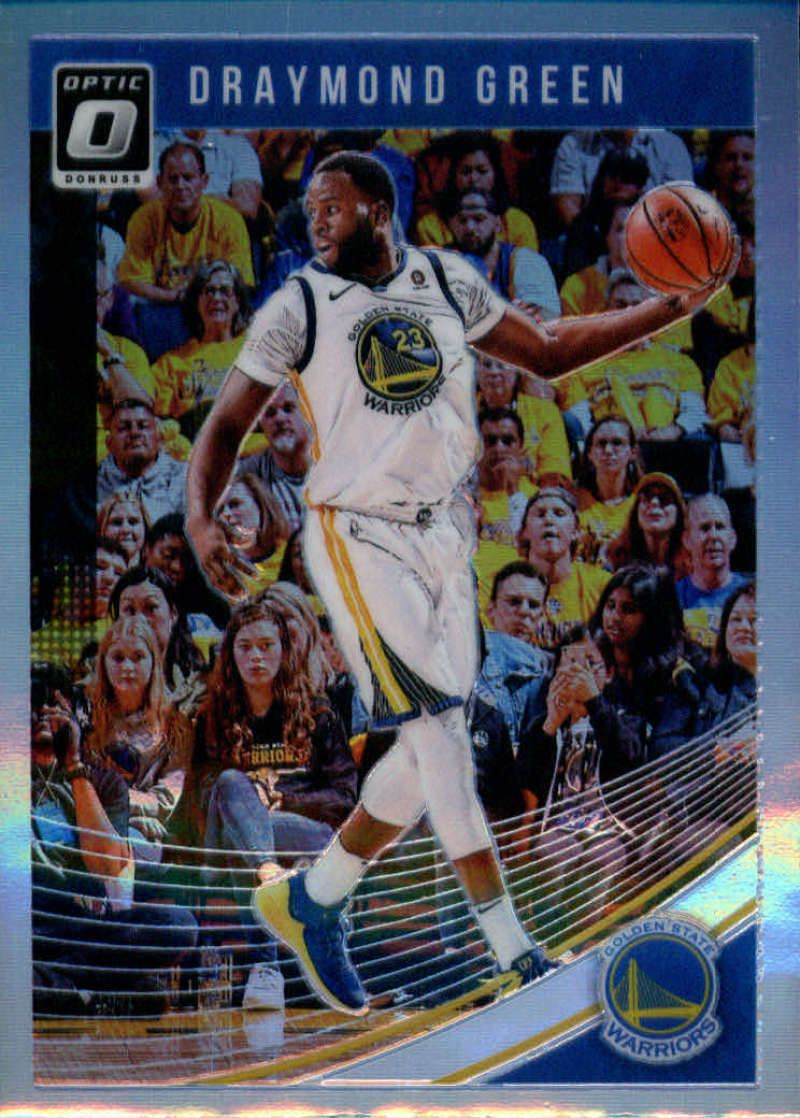 OPTIC
DONRUSS
DRAYMOND GREEN
GOLDEN STATE
23
WARRIORS
GOLDEN STATE
WARRIORS